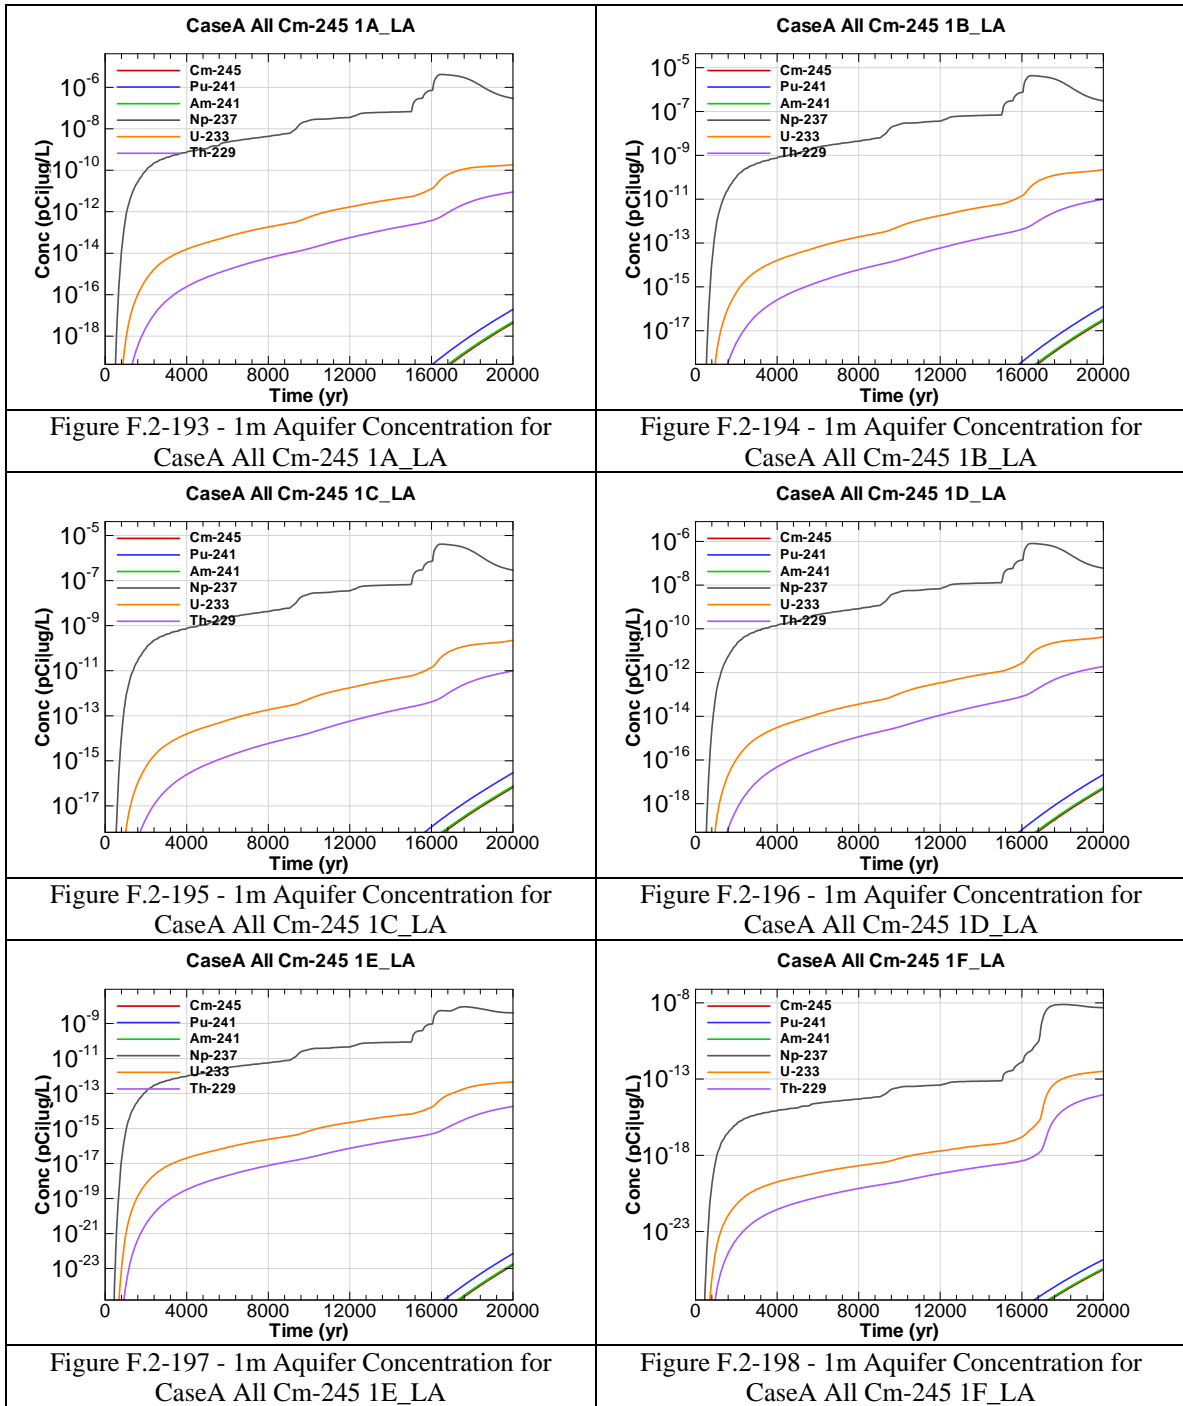 CaseA All Cm-245 1A_LA
Conc (pCi|ug/L)
10-6
10-8
10-10
10-12
10-14
10-16
10-18
Cm-245
Pu-241
Am-241
Np-237
U-233
Th-229
0 4000 8000 12000 16000 20000
Time (yr)
Figure F.2-193 - 1m Aquifer Concentration for
CaseA All Cm-245 1A_LA
CaseA All Cm-245 1B_LA
Conc (pCi|ug/L)
10-5
10-7
10-9
10-11
10-13
10-15
10-17
Cm-245
Pu-241
Am-241
Np-237
U-233
Th-229
0 4000 8000 12000 16000 20000
Time (yr)
Figure F.2-194 - 1m Aquifer Concentration for
CaseA All Cm-245 1B_LA
CaseA All Cm-245 1C_LA
Conc (pCi|ug/L)
10-5
10-7
10-9
10-11
10-13
10-15
10-17
Cm-245
Pu-241
Am-241
Np-237
U-233
Th-229
0 4000 8000 12000 16000 20000
Time (yr)
Figure F.2-195 - 1m Aquifer Concentration for
CaseA All Cm-245 1C_LA
CaseA All Cm-245 1D_LA
Conc (pCi|ug/L)
10-6
10-8
10-10
10-12
10-14
10-16
10-18
Cm-245
Pu-241
Am-241
Np-237
U-233
Th-229
0 4000 8000 12000 16000 20000
Time (yr)
Figure F.2-196 - 1m Aquifer Concentration for
CaseA All Cm-245 1D_LA
CaseA All Cm-245 1E_LA
Conc (pCi|ug/L)
10-9
10-11
10-13
10-15
10-17
10-19
10-21
10-23
Cm-245
Pu-241
Am-241
Np-237
U-233
Th-229
0 4000 8000 12000 16000 20000
Time (yr)
Figure F.2-197 - 1m Aquifer Concentration for
CaseA All Cm-245 1E_LA
CaseA All Cm-245 1F_LA
Conc (pCi|ug/L)
10-8
10-13
10-18
10-23
Cm-245
Pu-241
Am-241
Np-237
U-233
Th-229
0 4000 8000 12000 16000 20000
Time (yr)
Figure F.2-198 - 1m Aquifer Concentration for
CaseA All Cm-245 1F_LA